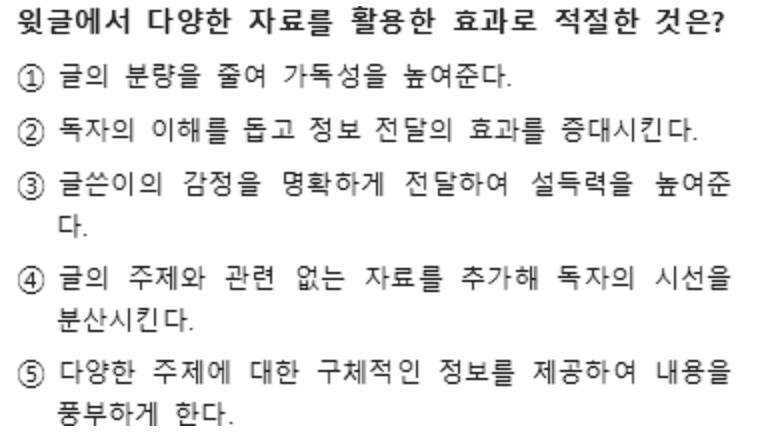 윗글에서 다양한 자료를 활용한 효과로 적절한 것은?
① 글의 분량을 줄여 가독성을 높여준다.
② 독자의 이해를 돕고 정보 전달의 효과를 증대시킨다.
③ 글쓴이의 감정을 명확하게 전달하여 설득력을 높여준
다.
④ 글의 주제와 관련 없는 자료를 추가해 독자의 시선을
분산시킨다.
⑤ 다양한 주제에 대한 구체적인 정보를 제공하여 내용을
풍부하게 한다.